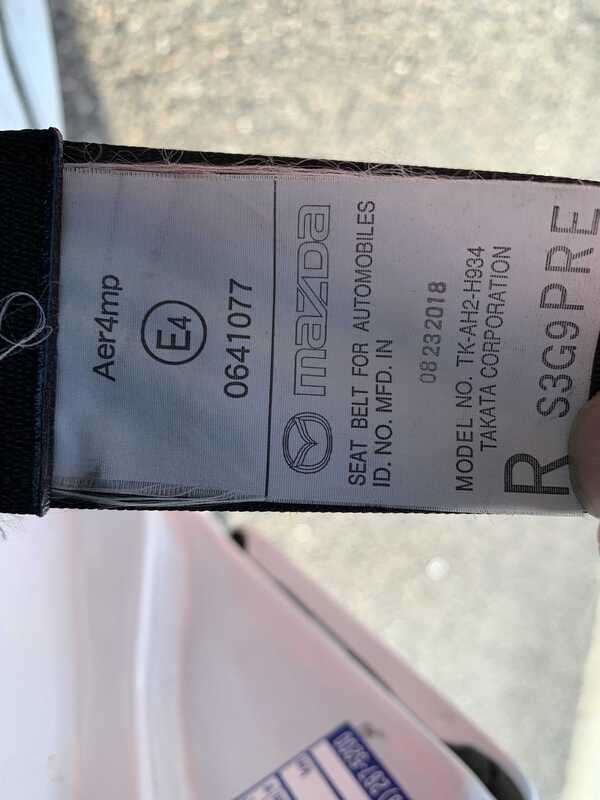 Aer4mp
E4
0641077
mazda
SEAT BELT FOR AUTOMOBILES
ID. NO. MFD. IN
08232018
MODEL NO. TK-AH2-H934
TAKATA CORPORATION
R S3G9PRE